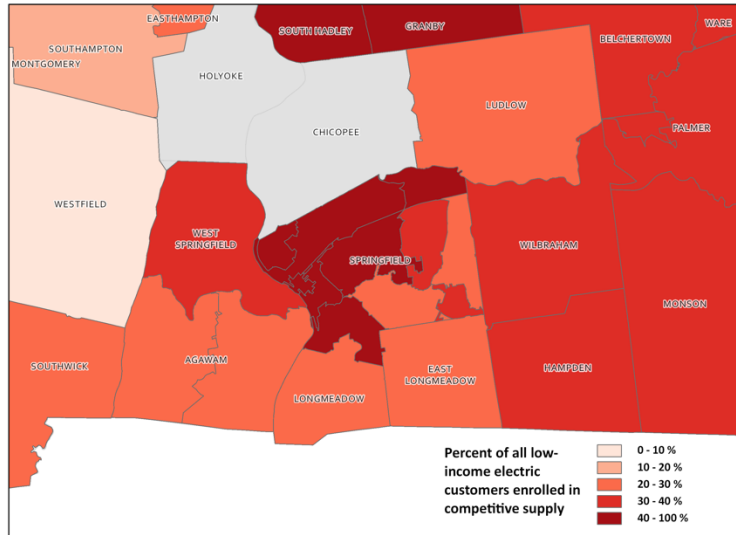 EASTHAMPTON
SOUTH HADLEY
GRANBY
WARE
BELCHERTOWN
SOUTHAMPTON
MONTGOMERY
HOLYOKE
LUDLOW
CHICOPEE
PALMER
WESTFIELD
WEST
SPRINGFIELD
SPRINGFIELD
WILBRAHAM
MONSON
SOUTHWICK
AGAWAM
LONGMEADOW
EAST
LONGMEADOW
HAMPDEN
Percent of all low-
income electric
customers enrolled in
competitive supply
0 - 10 %
10 - 20 %
20 - 30 %
30 - 40 %
40 - 100 %